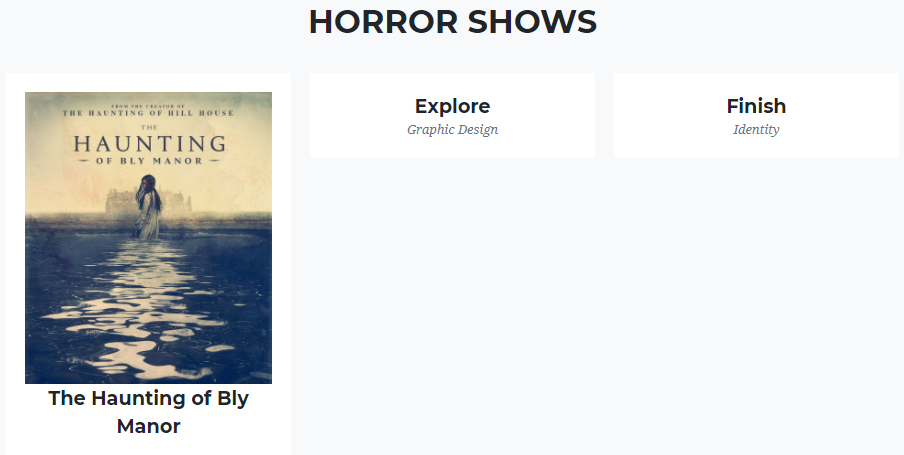 HORROR SHOWS
FROM THE CREATOR OF
THE HAUNTING OF HILL HOUSE
THE
HAUNTING
OF BLY MANOR
The Haunting of Bly
Manor
Explore
Graphic Design
Finish
Identity